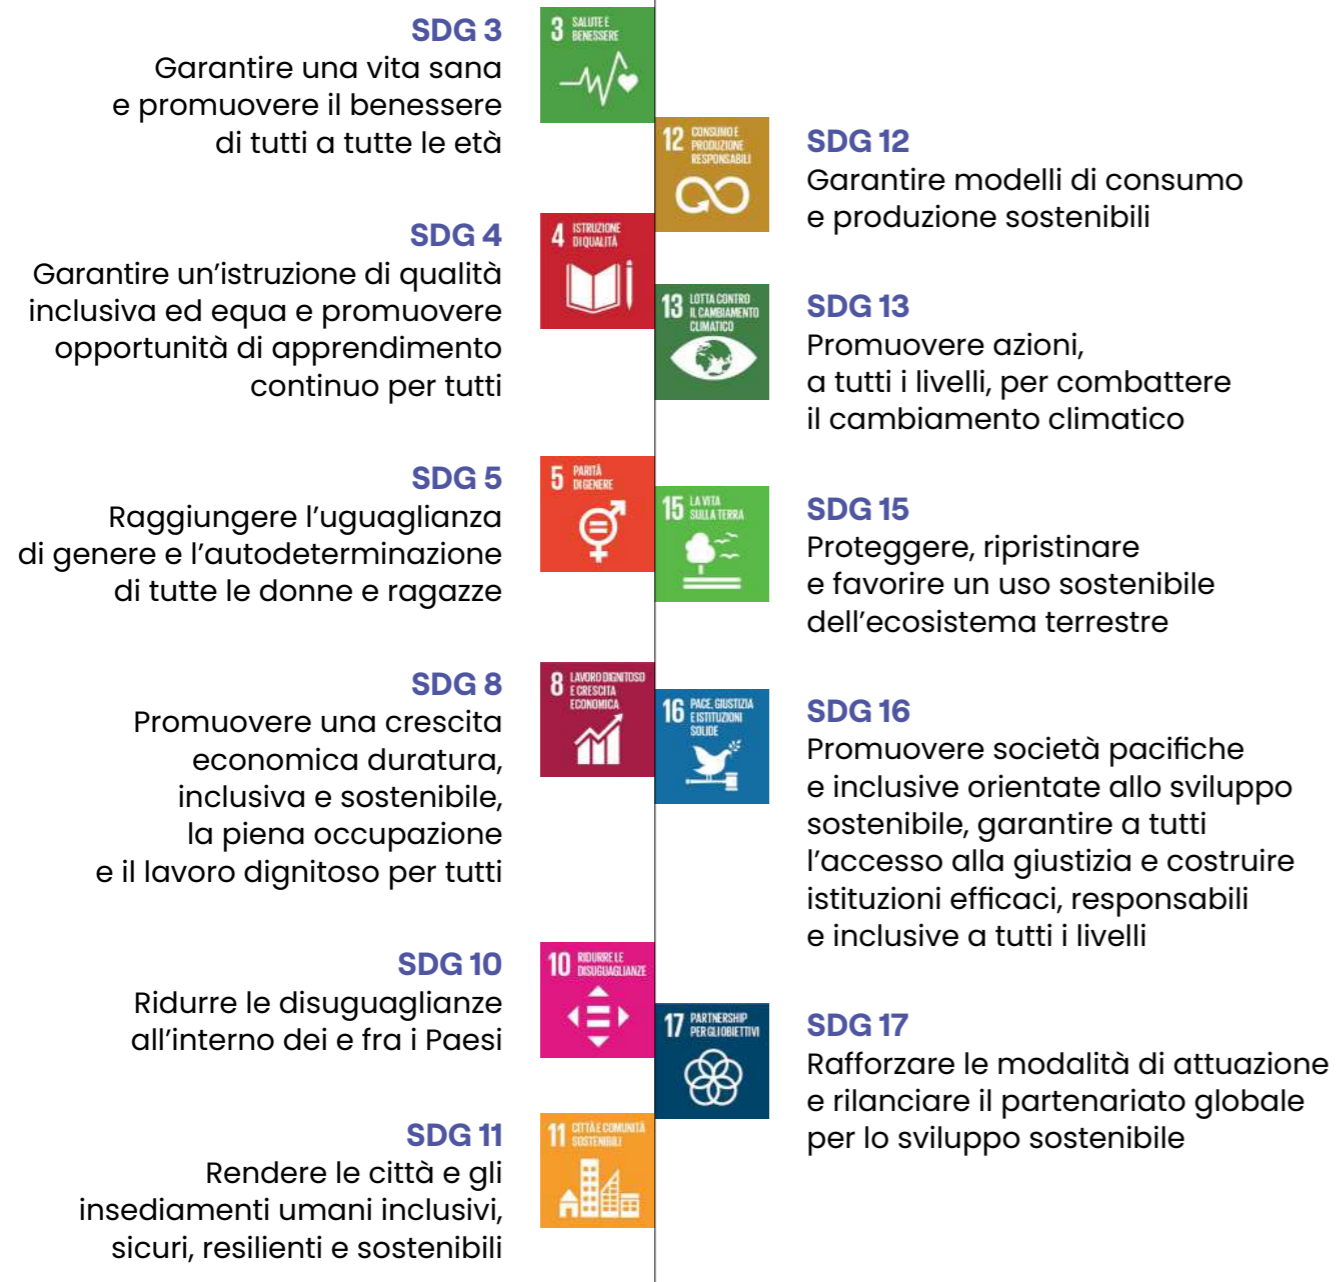 SDG 3
Garantire una vita sana
e promuovere il benessere
di tutti a tutte le età
3 SALUTE E
BENESSERE
SDG 4
Garantire un’istruzione di qualità
inclusiva ed equa e promuovere
opportunità di apprendimento
continuo per tutti
4 ISTRUZIONE
DI QUALITÀ
SDG 5
Raggiungere l’uguaglianza
di genere e l’autodeterminazione
di tutte le donne e ragazze
5 PARITÀ
DI GENERE
SDG 8
Promuovere una crescita
economica duratura,
inclusiva e sostenibile,
la piena occupazione
e il lavoro dignitoso per tutti
8 LAVORO DIGNITOSO
E CRESCITA
ECONOMICA
SDG 10
Ridurre le disuguaglianze
all’interno dei e fra i Paesi
10 RIDURRE LE
DISUGUAGLIANZE
SDG 11
Rendere le città e gli
insediamenti umani inclusivi,
sicuri, resilienti e sostenibili
11 CITTÀ E COMUNITÀ
SOSTENIBILI
12 CONSUMO E
PRODUZIONE
RESPONSABILI
SDG 12
Garantire modelli di consumo
e produzione sostenibili
13 LOTTA CONTRO
IL CAMBIAMENTO
CLIMATICO
SDG 13
Promuovere azioni,
a tutti i livelli, per combattere
il cambiamento climatico
15 LA VITA
SULLA TERRA
SDG 15
Proteggere, ripristinare
e favorire un uso sostenibile
dell’ecosistema terrestre
16 PACE, GIUSTIZIA
E ISTITUZIONI
SOLIDE
SDG 16
Promuovere società pacifiche
e inclusive orientate allo sviluppo
sostenibile, garantire a tutti
l’accesso alla giustizia e costruire
istituzioni efficaci, responsabili
e inclusive a tutti i livelli
17 PARTNERSHIP
PER GLI OBIETTIVI
SDG 17
Rafforzare le modalità di attuazione
e rilanciare il partenariato globale
per lo sviluppo sostenibile